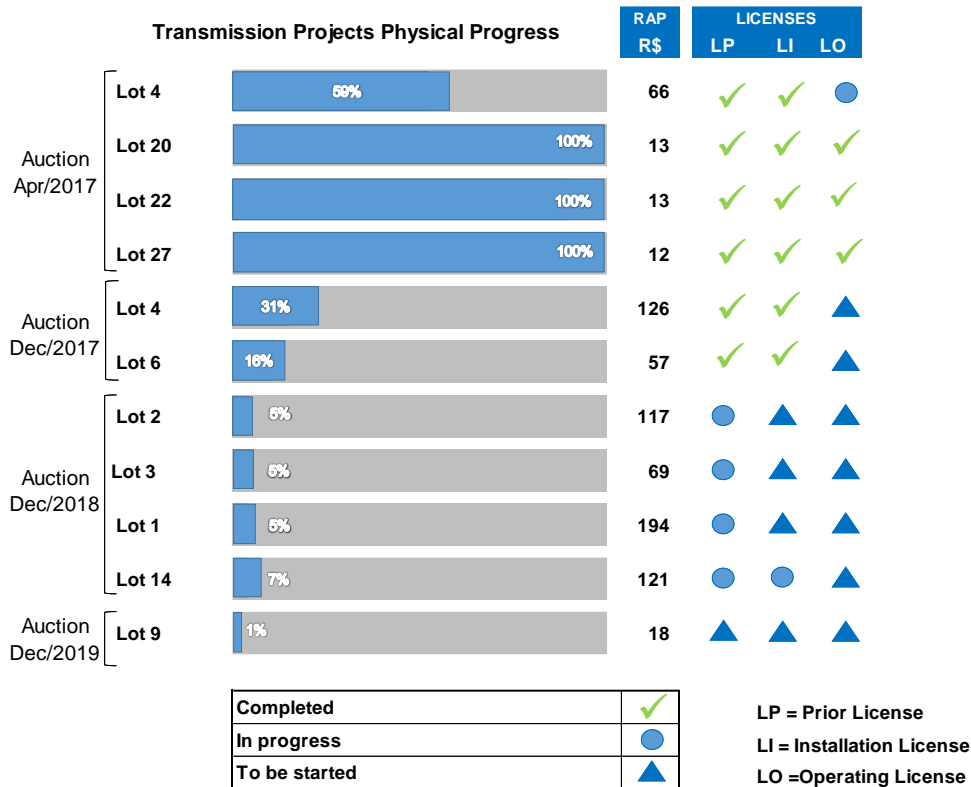 Transmission Projects Physical Progress
RAP
R$
LICENSES
LP LI LO
Auction
Apr/2017
Lot 4 59% 66
Lot 20 100% 13
Lot 22 100% 13
Lot 27 100% 12
Auction
Dec/2017
Lot 4 31% 126
Lot 6 16% 57
Auction
Dec/2018
Lot 2 5% 117
Lot 3 5% 69
Lot 1 5% 194
Lot 14 7% 121
Auction
Dec/2019
Lot 9 1% 18
Completed
In progress
To be started
LP = Prior License
LI = Installation License
LO =Operating License